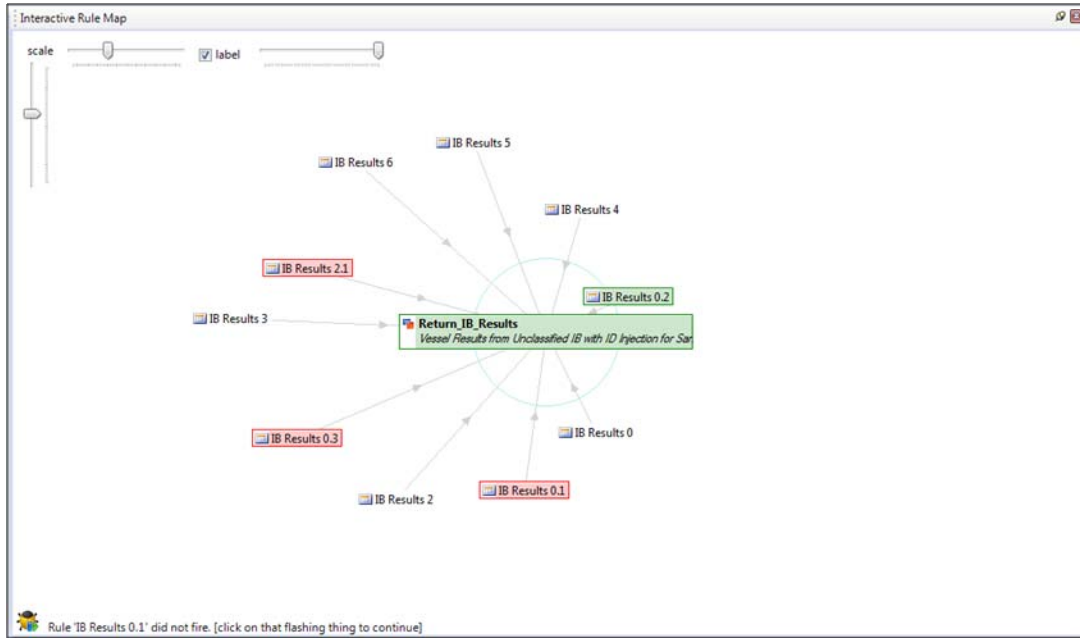 Interactive Rule Map
scale
label
IB Results 5
IB Results 6
IB Results 4
IB Results 2.1
IB Results 0.2
IB Results 3
Return_IB_Results
Vessel Results from Unclassified IB with ID Injection for Sar
IB Results 0.3
IB Results 0
IB Results 2
IB Results 0.1
Rule 'IB Results 0.1' did not fire. [click on that flashing thing to continue]